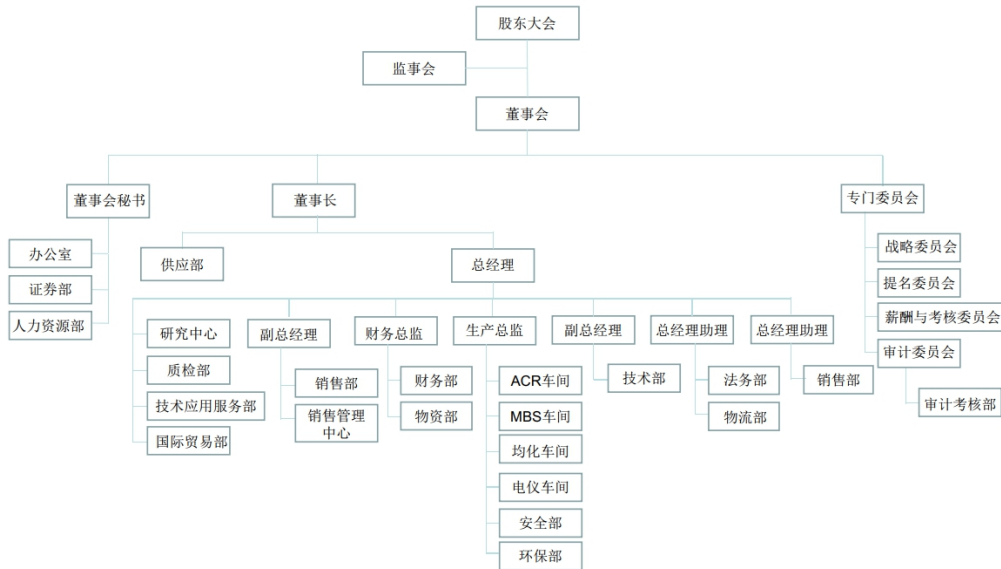 股东大会
监事会
董事会
董事会秘书
董事长
专门委员会
办公室
证券部
人力资源部
供应部
总经理
战略委员会
提名委员会
薪酬与考核委员会
审计委员会
审计考核部
研究中心
质检部
技术应用服务部
国际贸易部
副总经理
销售部
销售管理
中心
财务总监
财务部
物资部
生产总监
ACR车间
MBS车间
均化车间
电仪车间
安全部
环保部
副总经理
技术部
总经理助理
法务部
物流部
总经理助理
销售部